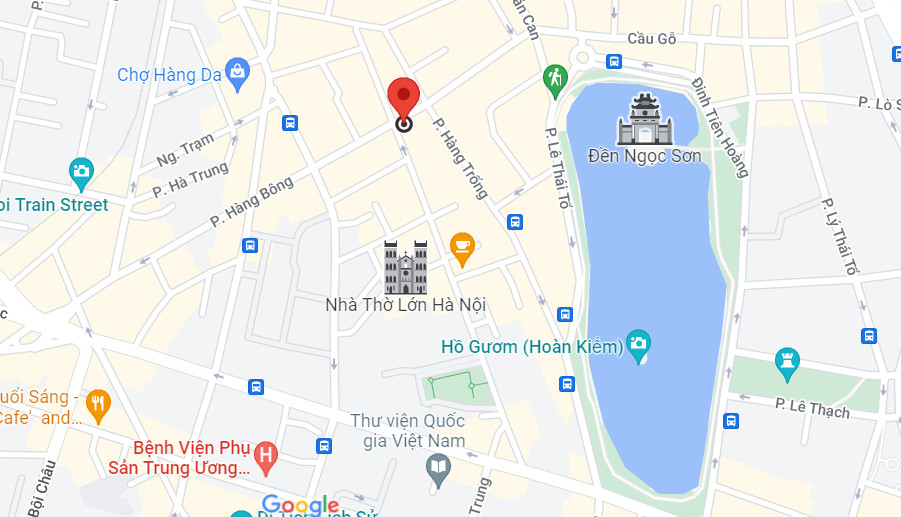 ần Can
Cầu Gỗ
Chợ Hàng Da
Đinh Tiên Hoàng
P. Lò S
P. Hàng Trống
Ng. Trạm
P. Lê Thái Tổ
Đền Ngọc Sơn
P. Hà Trung
oi Train Street
P. Hàng Bông
P. Lý Thái Tổ
Nhà Thờ Lớn Hà Nội
c
Hồ Gươm (Hoàn Kiếm)
uổi Sáng -
Cafe' and...
P. Lê Thạch
Thư viện Quốc
gia Việt Nam
Bệnh Viện Phụ
Sản Trung Ương...
H
Bội Châu
Trung
Google